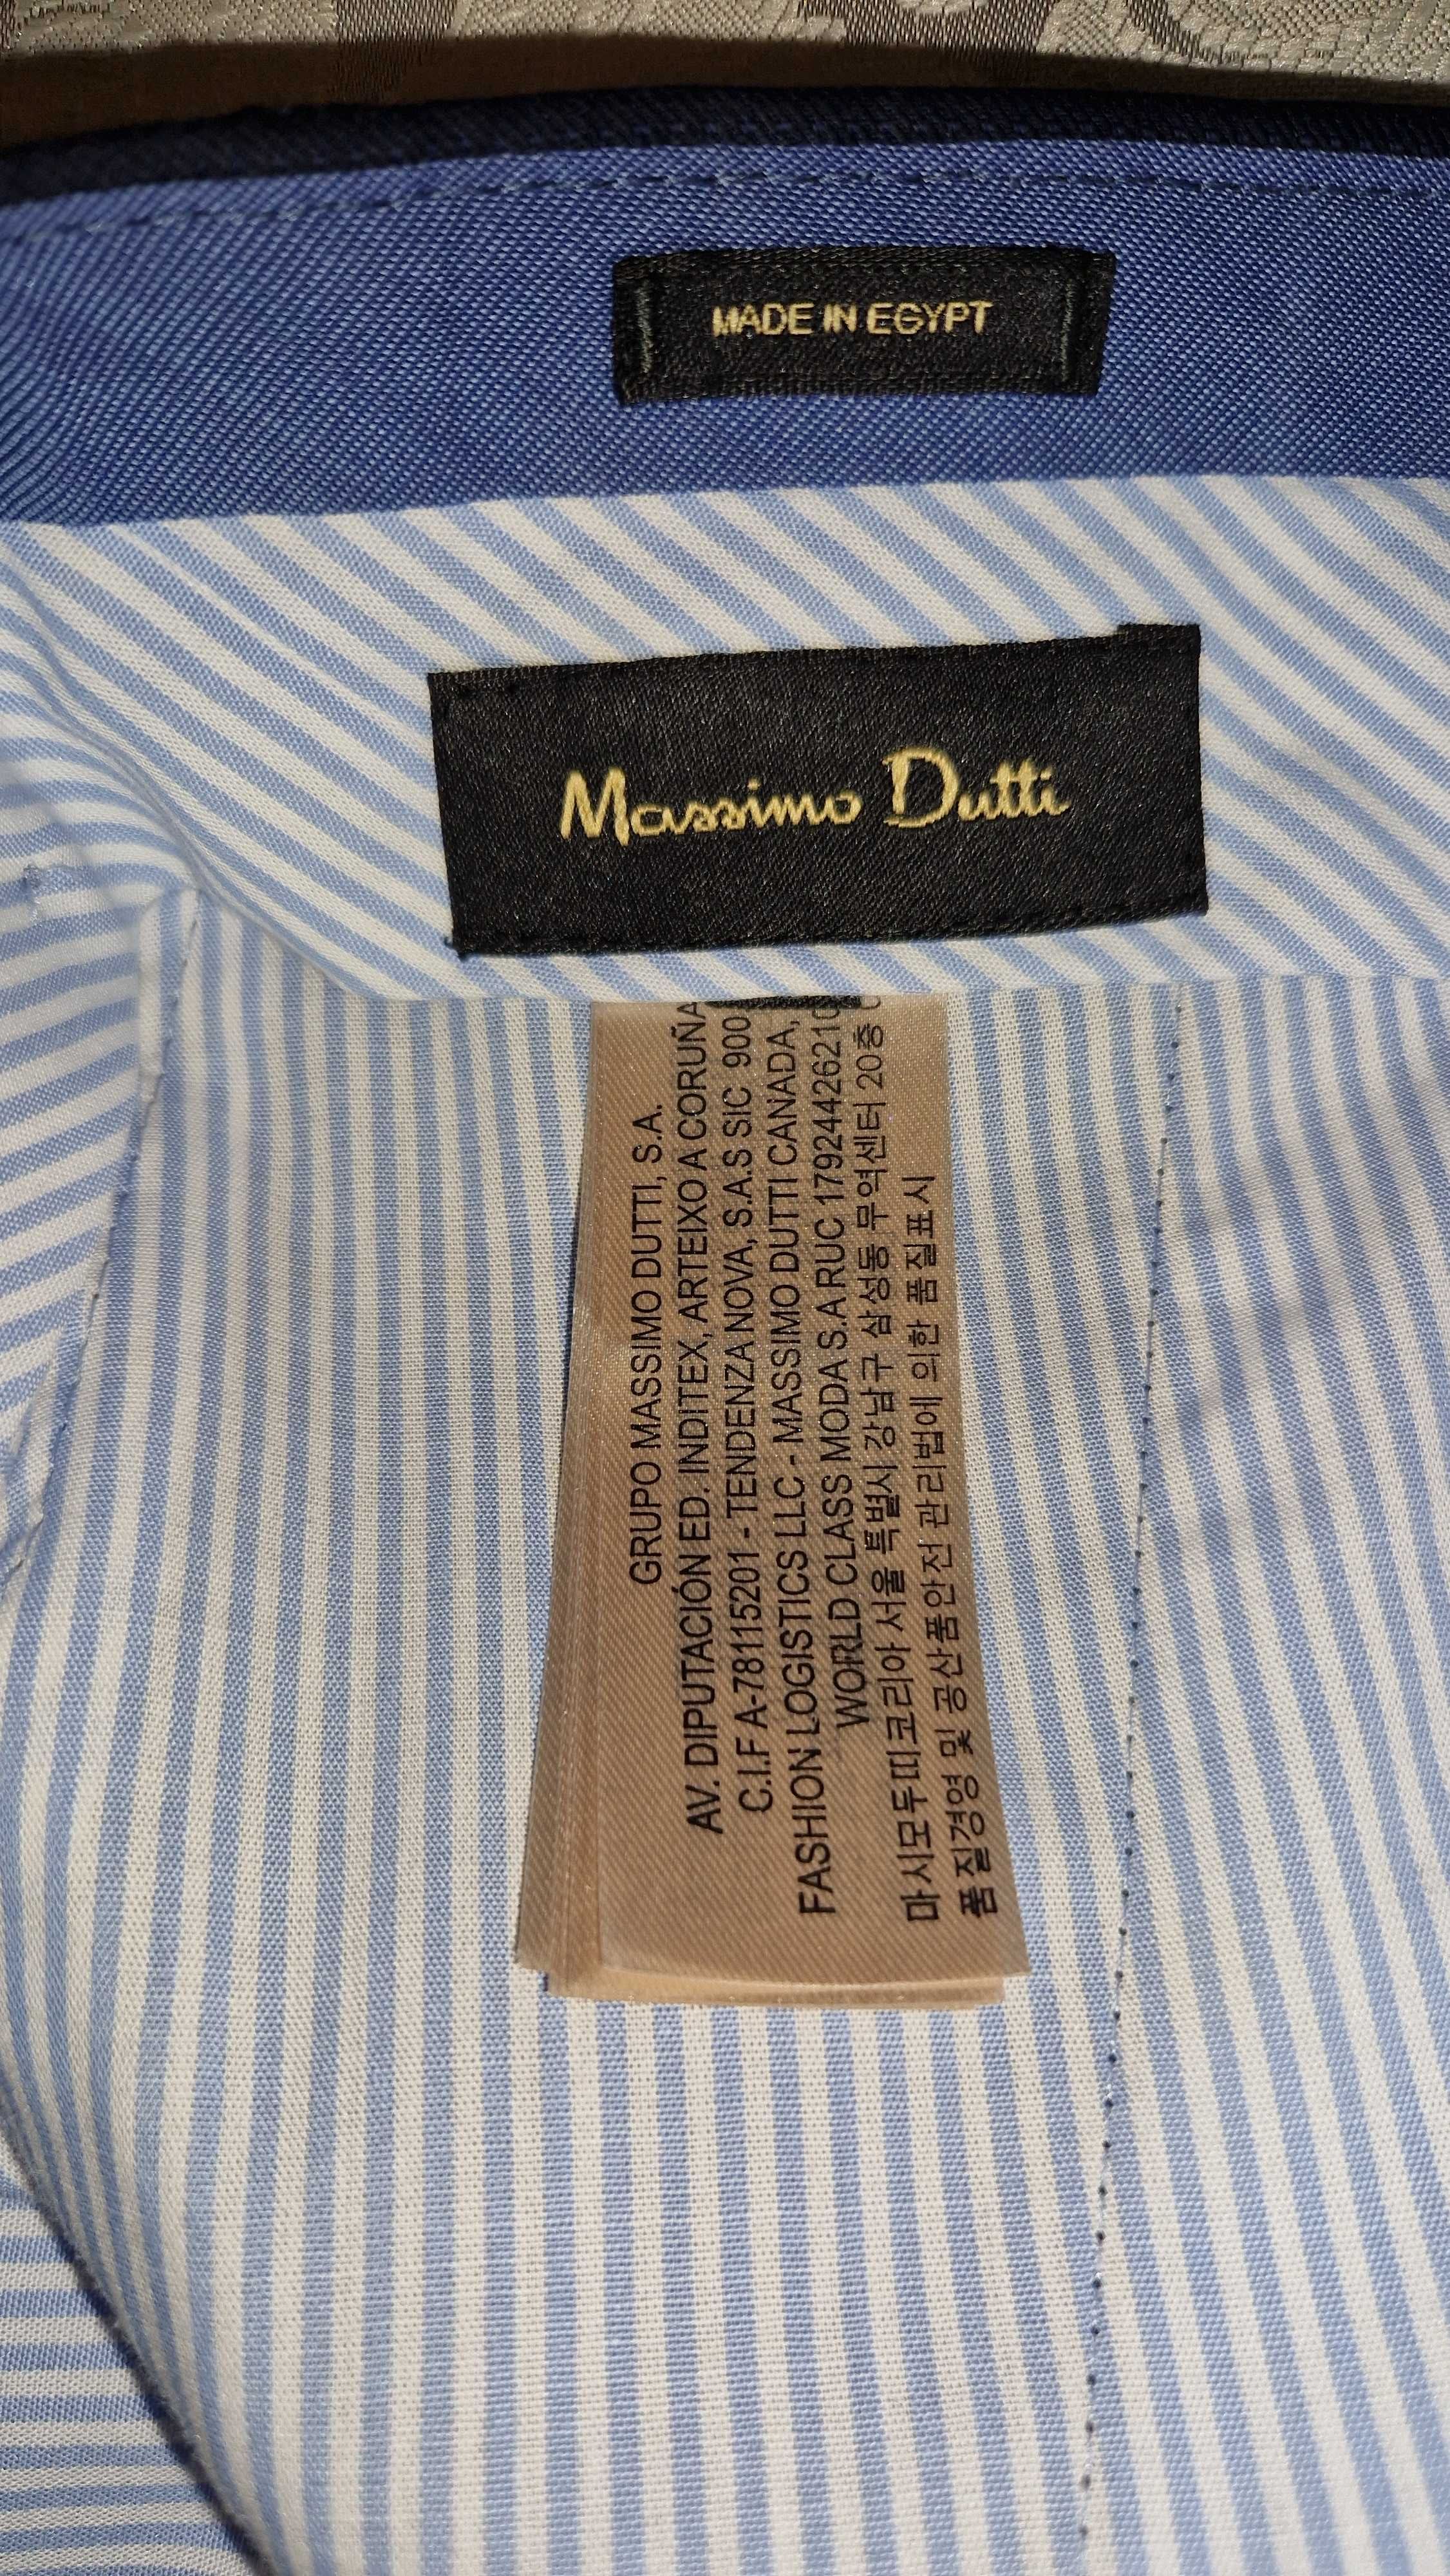 MADE IN EGYPT
Massimo Dutti
GRUPO MASSIMO DUTTI, S.A.
AV. DIPUTACIÓN ED. INDITEX, ARTEIXO A CORUÑA
C.I.F A-78115201 - TENDENZA NOVA, S.A.S SIC 900
FASHION LOGISTICS LLC - MASSIMO DUTTI CANADA,
WORLD CLASS MODA S.A RUC 1792442621
마시모두띠코리아 서울 특별시 강남구 삼성동 무역센터 20층
품질경영 및 공산품안전 관리법에 의한 품질표시